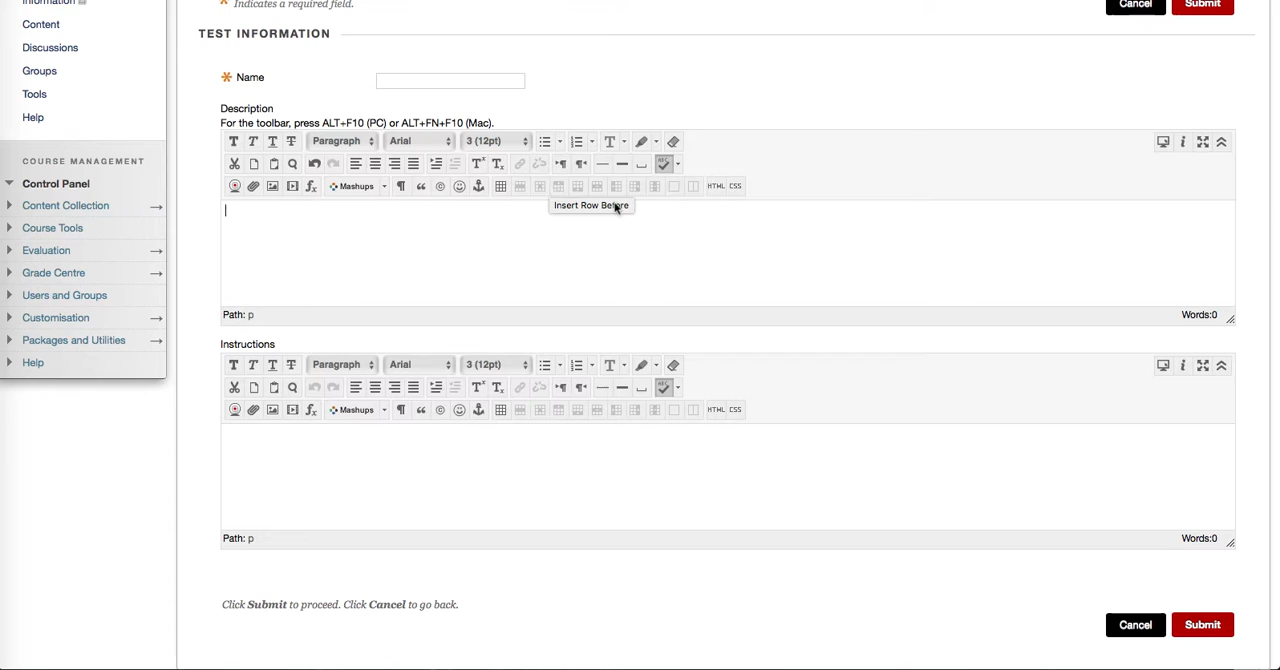 Information
Content
Discussions
Groups
Tools
Help
COURSE MANAGEMENT
Control Panel
Content Collection
Course Tools
Evaluation
Grade Centre
Users and Groups
Customisation
Packages and Utilities
Help
Indicates a required field.
Cancel
Submit
TEST INFORMATION
Name
Description
For the toolbar, press ALT+F10 (PC) or ALT+FN+F10 (Mac).
T T T T Paragraph Arial 3 (12pt) T
ABC
Mashups HTML CSS
Insert Row Before
Path: p Words:0
Instructions
T T T T Paragraph Arial 3 (12pt) T
ABC
Mashups HTML CSS
Path: p Words:0
Click Submit to proceed. Click Cancel to go back.
Cancel
Submit